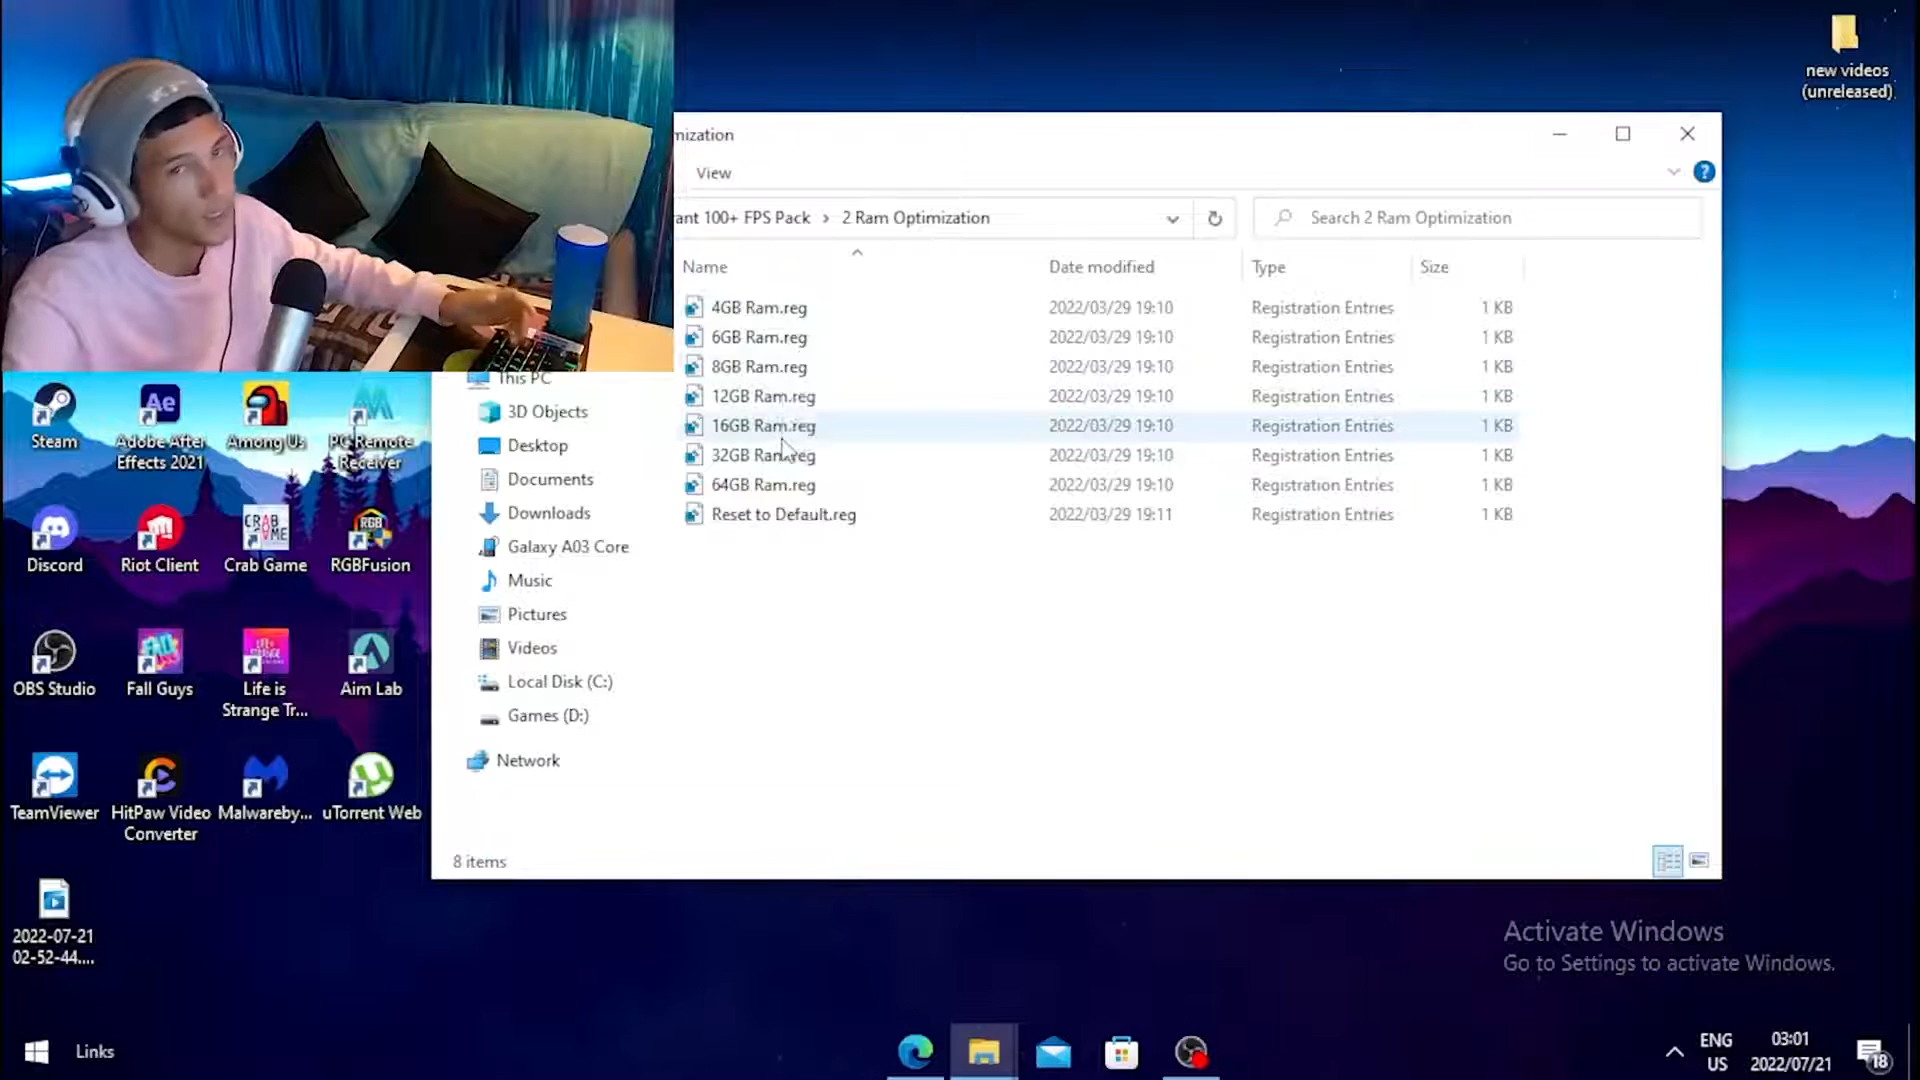 new videos
(unreleased)
mization
View
rant 100+ FPS Pack > 2 Ram Optimization
Search 2 Ram Optimization
Name Date modified Type Size
4GB Ram.reg 2022/03/29 19:10 Registration Entries 1 KB
6GB Ram.reg 2022/03/29 19:10 Registration Entries 1 KB
8GB Ram.reg 2022/03/29 19:10 Registration Entries 1 KB
12GB Ram.reg 2022/03/29 19:10 Registration Entries 1 KB
16GB Ram.reg 2022/03/29 19:10 Registration Entries 1 KB
32GB Ram.reg 2022/03/29 19:10 Registration Entries 1 KB
64GB Ram.reg 2022/03/29 19:10 Registration Entries 1 KB
Reset to Default.reg 2022/03/29 19:11 Registration Entries 1 KB
This PC
3D Objects
Desktop
Documents
Downloads
Galaxy A03 Core
Music
Pictures
Videos
Local Disk (C:)
Games (D:)
Network
8 items
Steam
Adobe After
Effects 2021
Among Us
PC Remote
Receiver
Discord
Riot Client
Crab Game
RGBFusion
OBS Studio
Fall Guys
Life is
Strange Tr...
Aim Lab
TeamViewer
HitPaw Video
Converter
Malwareby...
uTorrent Web
2022-07-21
02-52-44....
Activate Windows
Go to Settings to activate Windows.
Links
ENG
US
03:01
2022/07/21
18